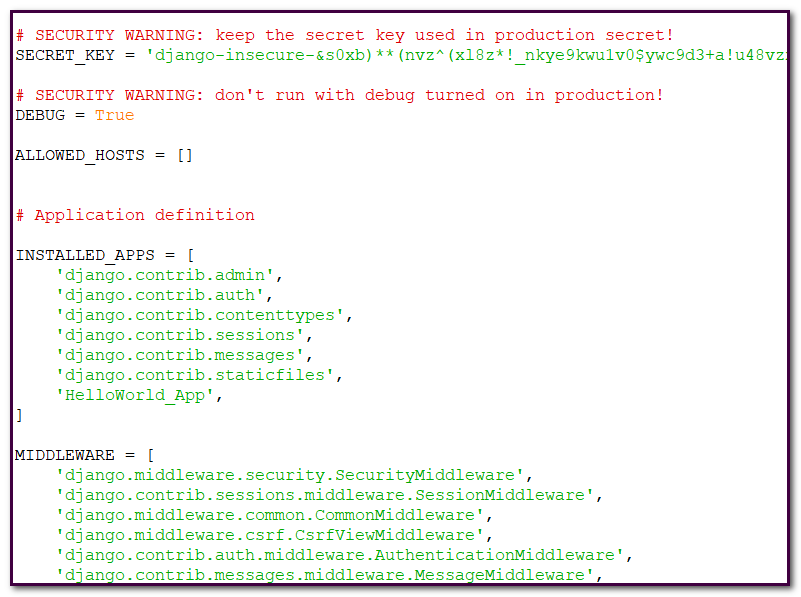 # SECURITY WARNING: keep the secret key used in production secret!
SECRET_KEY = 'django-insecure-&s0xb)**(nvz^(xl8z*!_nkye9kwu1v0$ywc9d3+a!u48vz
# SECURITY WARNING: don't run with debug turned on in production!
DEBUG = True
ALLOWED_HOSTS = []
# Application definition
INSTALLED_APPS = [
    'django.contrib.admin',
    'django.contrib.auth',
    'django.contrib.contenttypes',
    'django.contrib.sessions',
    'django.contrib.messages',
    'django.contrib.staticfiles',
    'HelloWorld_App',
]
MIDDLEWARE = [
    'django.middleware.security.SecurityMiddleware',
    'django.contrib.sessions.middleware.SessionMiddleware',
    'django.middleware.common.CommonMiddleware',
    'django.middleware.csrf.CsrfViewMiddleware',
    'django.contrib.auth.middleware.AuthenticationMiddleware',
    'django.contrib.messages.middleware.MessageMiddleware',